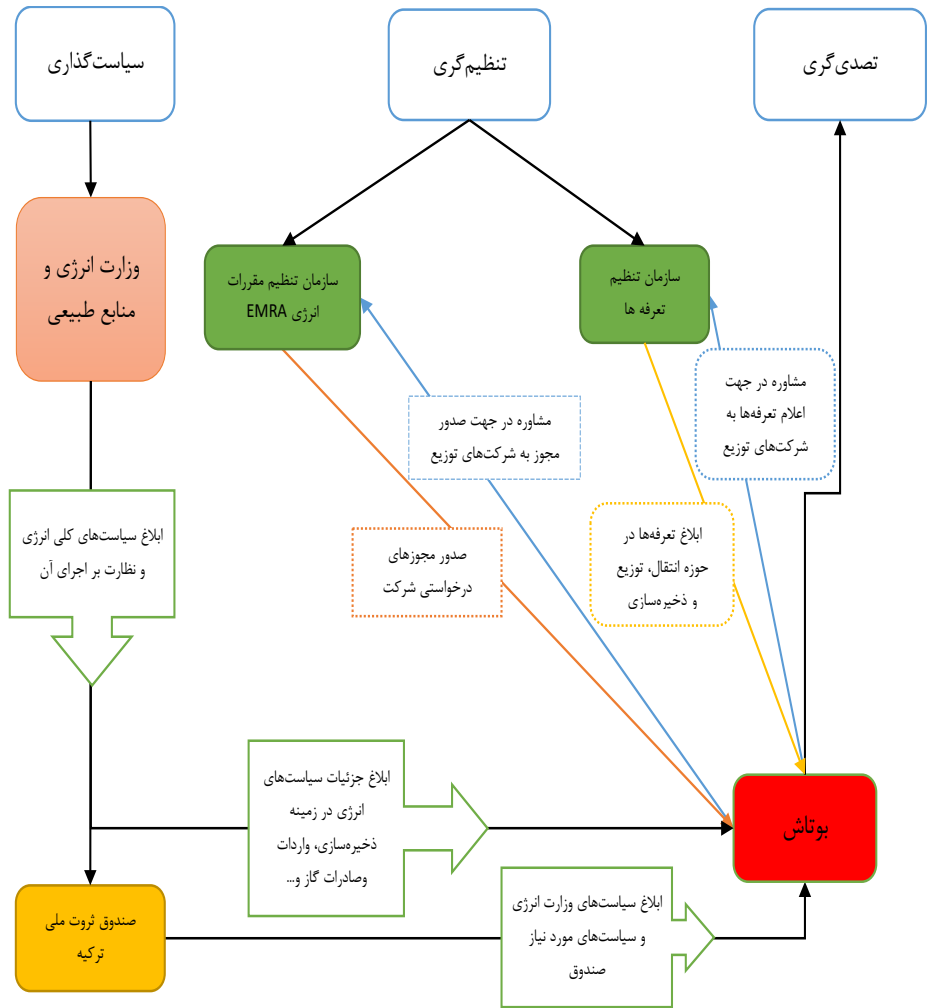 تصدی‌گری
تنظیم‌گری
سیاست‌گذاری
وزارت انرژی و
منابع طبیعی
سازمان تنظیم مقررات
انرژی EMRA
سازمان تنظیم
تعرفه ها
مشاوره در جهت
اعلام تعرفه‌ها به
شرکت‌های توزیع
مشاوره در جهت صدور
مجوز به شرکت‌های توزیع
ابلاغ تعرفه‌ها در
حوزه انتقال، توزیع
و ذخیره‌سازی
صدور مجوزهای
درخواستی شرکت
ابلاغ سیاست‌های کلی انرژی
و نظارت بر اجرای آن
ابلاغ جزئیات سیاست‌های
انرژی در زمینه
ذخیره‌سازی، واردات
وصادرات گاز و...
بوتاش
ابلاغ سیاست‌های وزارت انرژی
و سیاست‌های مورد نیاز
صندوق
صندوق ثروت ملی
ترکیه